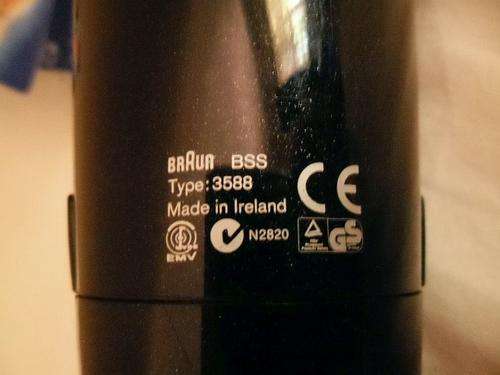 BRAUN BSS
Type: 3588
Made in Ireland
CE
N2820
GS
EMV